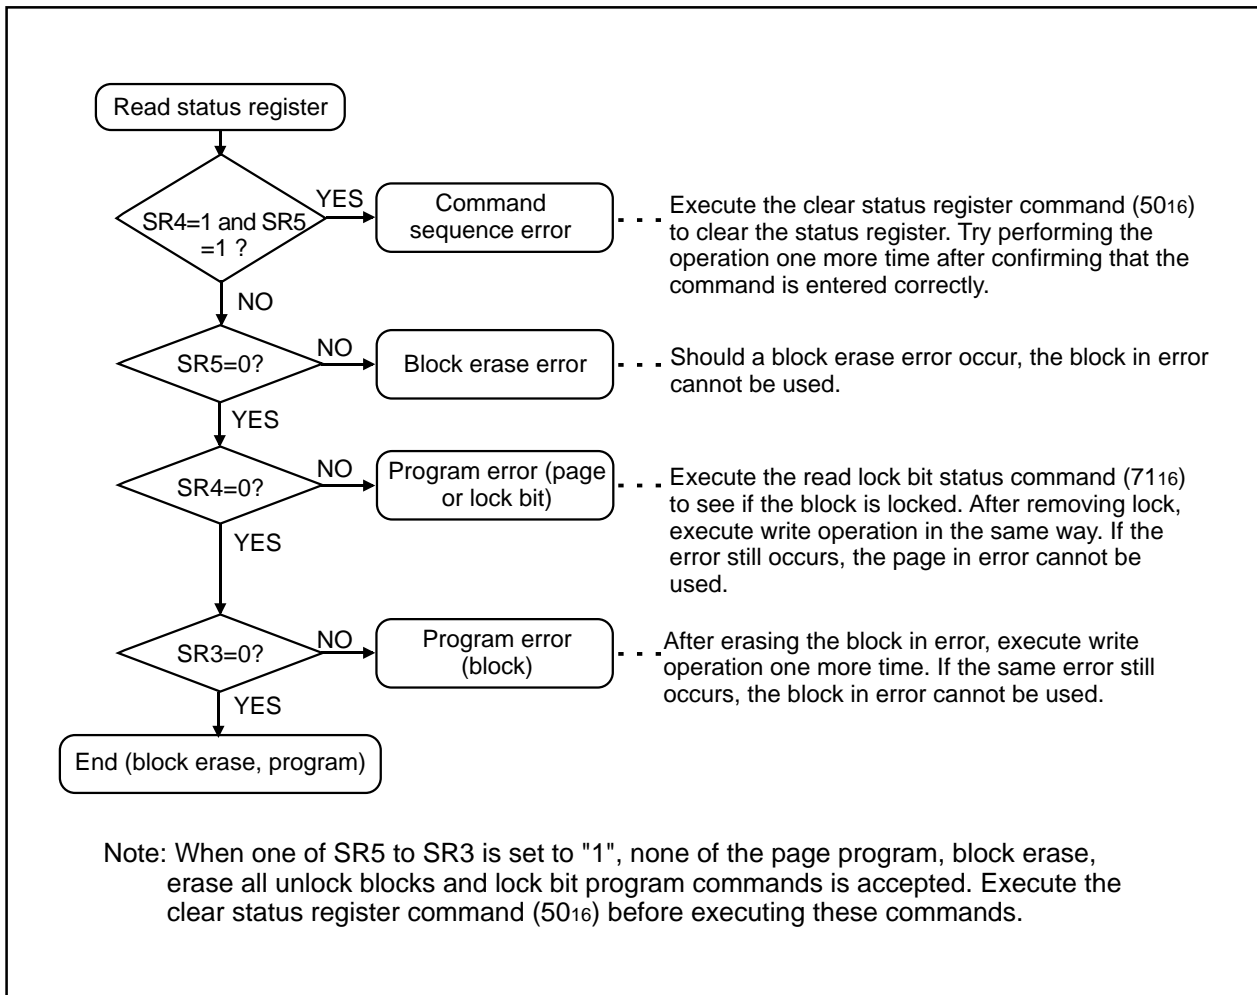 Read status register
SR4=1 and SR5
=1 ?
YES
Command
sequence error
Execute the clear status register command (5016)
to clear the status register. Try performing the
operation one more time after confirming that the
command is entered correctly.
NO
SR5=0?
NO
Block erase error
Should a block erase error occur, the block in error
cannot be used.
YES
SR4=0?
NO
Program error (page
or lock bit)
Execute the read lock bit status command (7116)
to see if the block is locked. After removing lock,
execute write operation in the same way. If the
error still occurs, the page in error cannot be
used.
YES
SR3=0?
NO
Program error
(block)
After erasing the block in error, execute write
operation one more time. If the same error still
occurs, the block in error cannot be used.
YES
End (block erase, program)
Note: When one of SR5 to SR3 is set to "1", none of the page program, block erase,
erase all unlock blocks and lock bit program commands is accepted. Execute the
clear status register command (5016) before executing these commands.